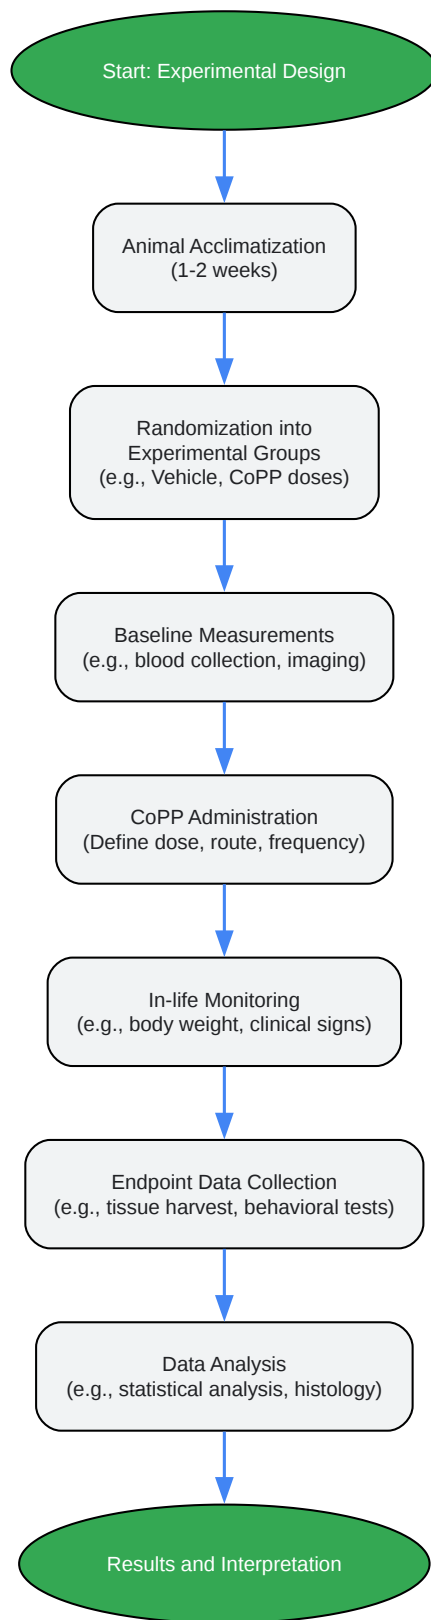 Start: Experimental Design
Animal Acclimatization
(1-2 weeks)
Randomization into
Experimental Groups
(e.g., Vehicle, CoPP doses)
Baseline Measurements
(e.g., blood collection, imaging)
CoPP Administration
(Define dose, route, frequency)
In-life Monitoring
(e.g., body weight, clinical signs)
Endpoint Data Collection
(e.g., tissue harvest, behavioral tests)
Data Analysis
(e.g., statistical analysis, histology)
Results and Interpretation